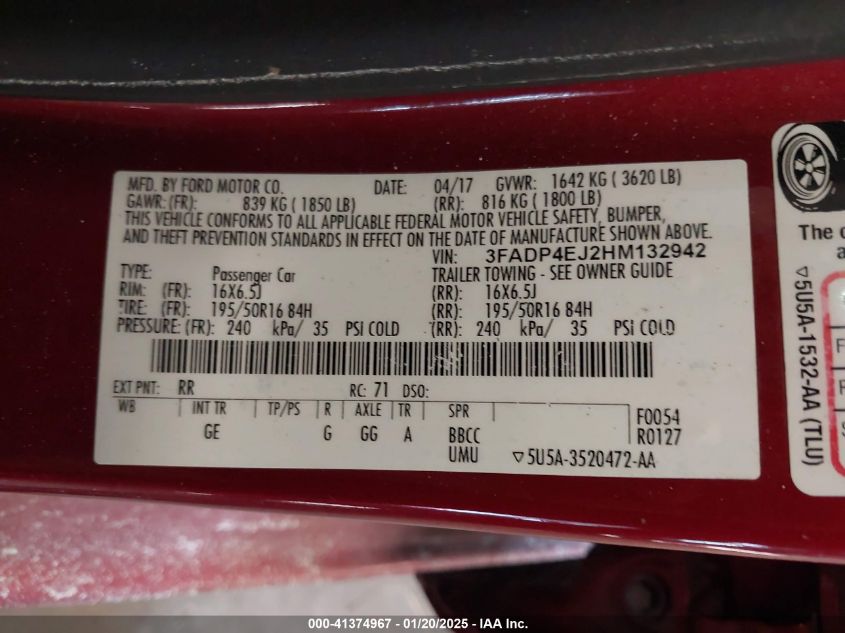 MFD. BY FORD MOTOR CO. DATE: 04/17 GVWR: 1642 KG ( 3620 LB)
GAWR: (FR): 839 KG ( 1850 LB) (RR): 816 KG ( 1800 LB)
THIS VEHICLE CONFORMS TO ALL APPLICABLE FEDERAL MOTOR VEHICLE SAFETY, BUMPER,
AND THEFT PREVENTION STANDARDS IN EFFECT ON THE DATE OF MANUFACTURE SHOWN ABOVE.
VIN: 3FADP4EJ2HM132942
TYPE: Passenger Car TRAILER TOWING - SEE OWNER GUIDE
RIM: (FR): 16X6.5J (RR): 16X6.5J
TIRE: (FR): 195/50R16 84H (RR): 195/50R16 84H
PRESSURE: (FR): 240 kPa/ 35 PSI COLD (RR): 240 kPa/ 35 PSI COLD
EXT PNT: RR RC: 71 DSO:
WB INT TR TP/PS R AXLE TR SPR F0054
GE G GG A BBCC R0127
UMU ▽5U5A-3520472-AA
The c
a
▽5U5A-1532-AA (TLU)
F
000-41374967 - 01/20/2025 - IAA Inc.